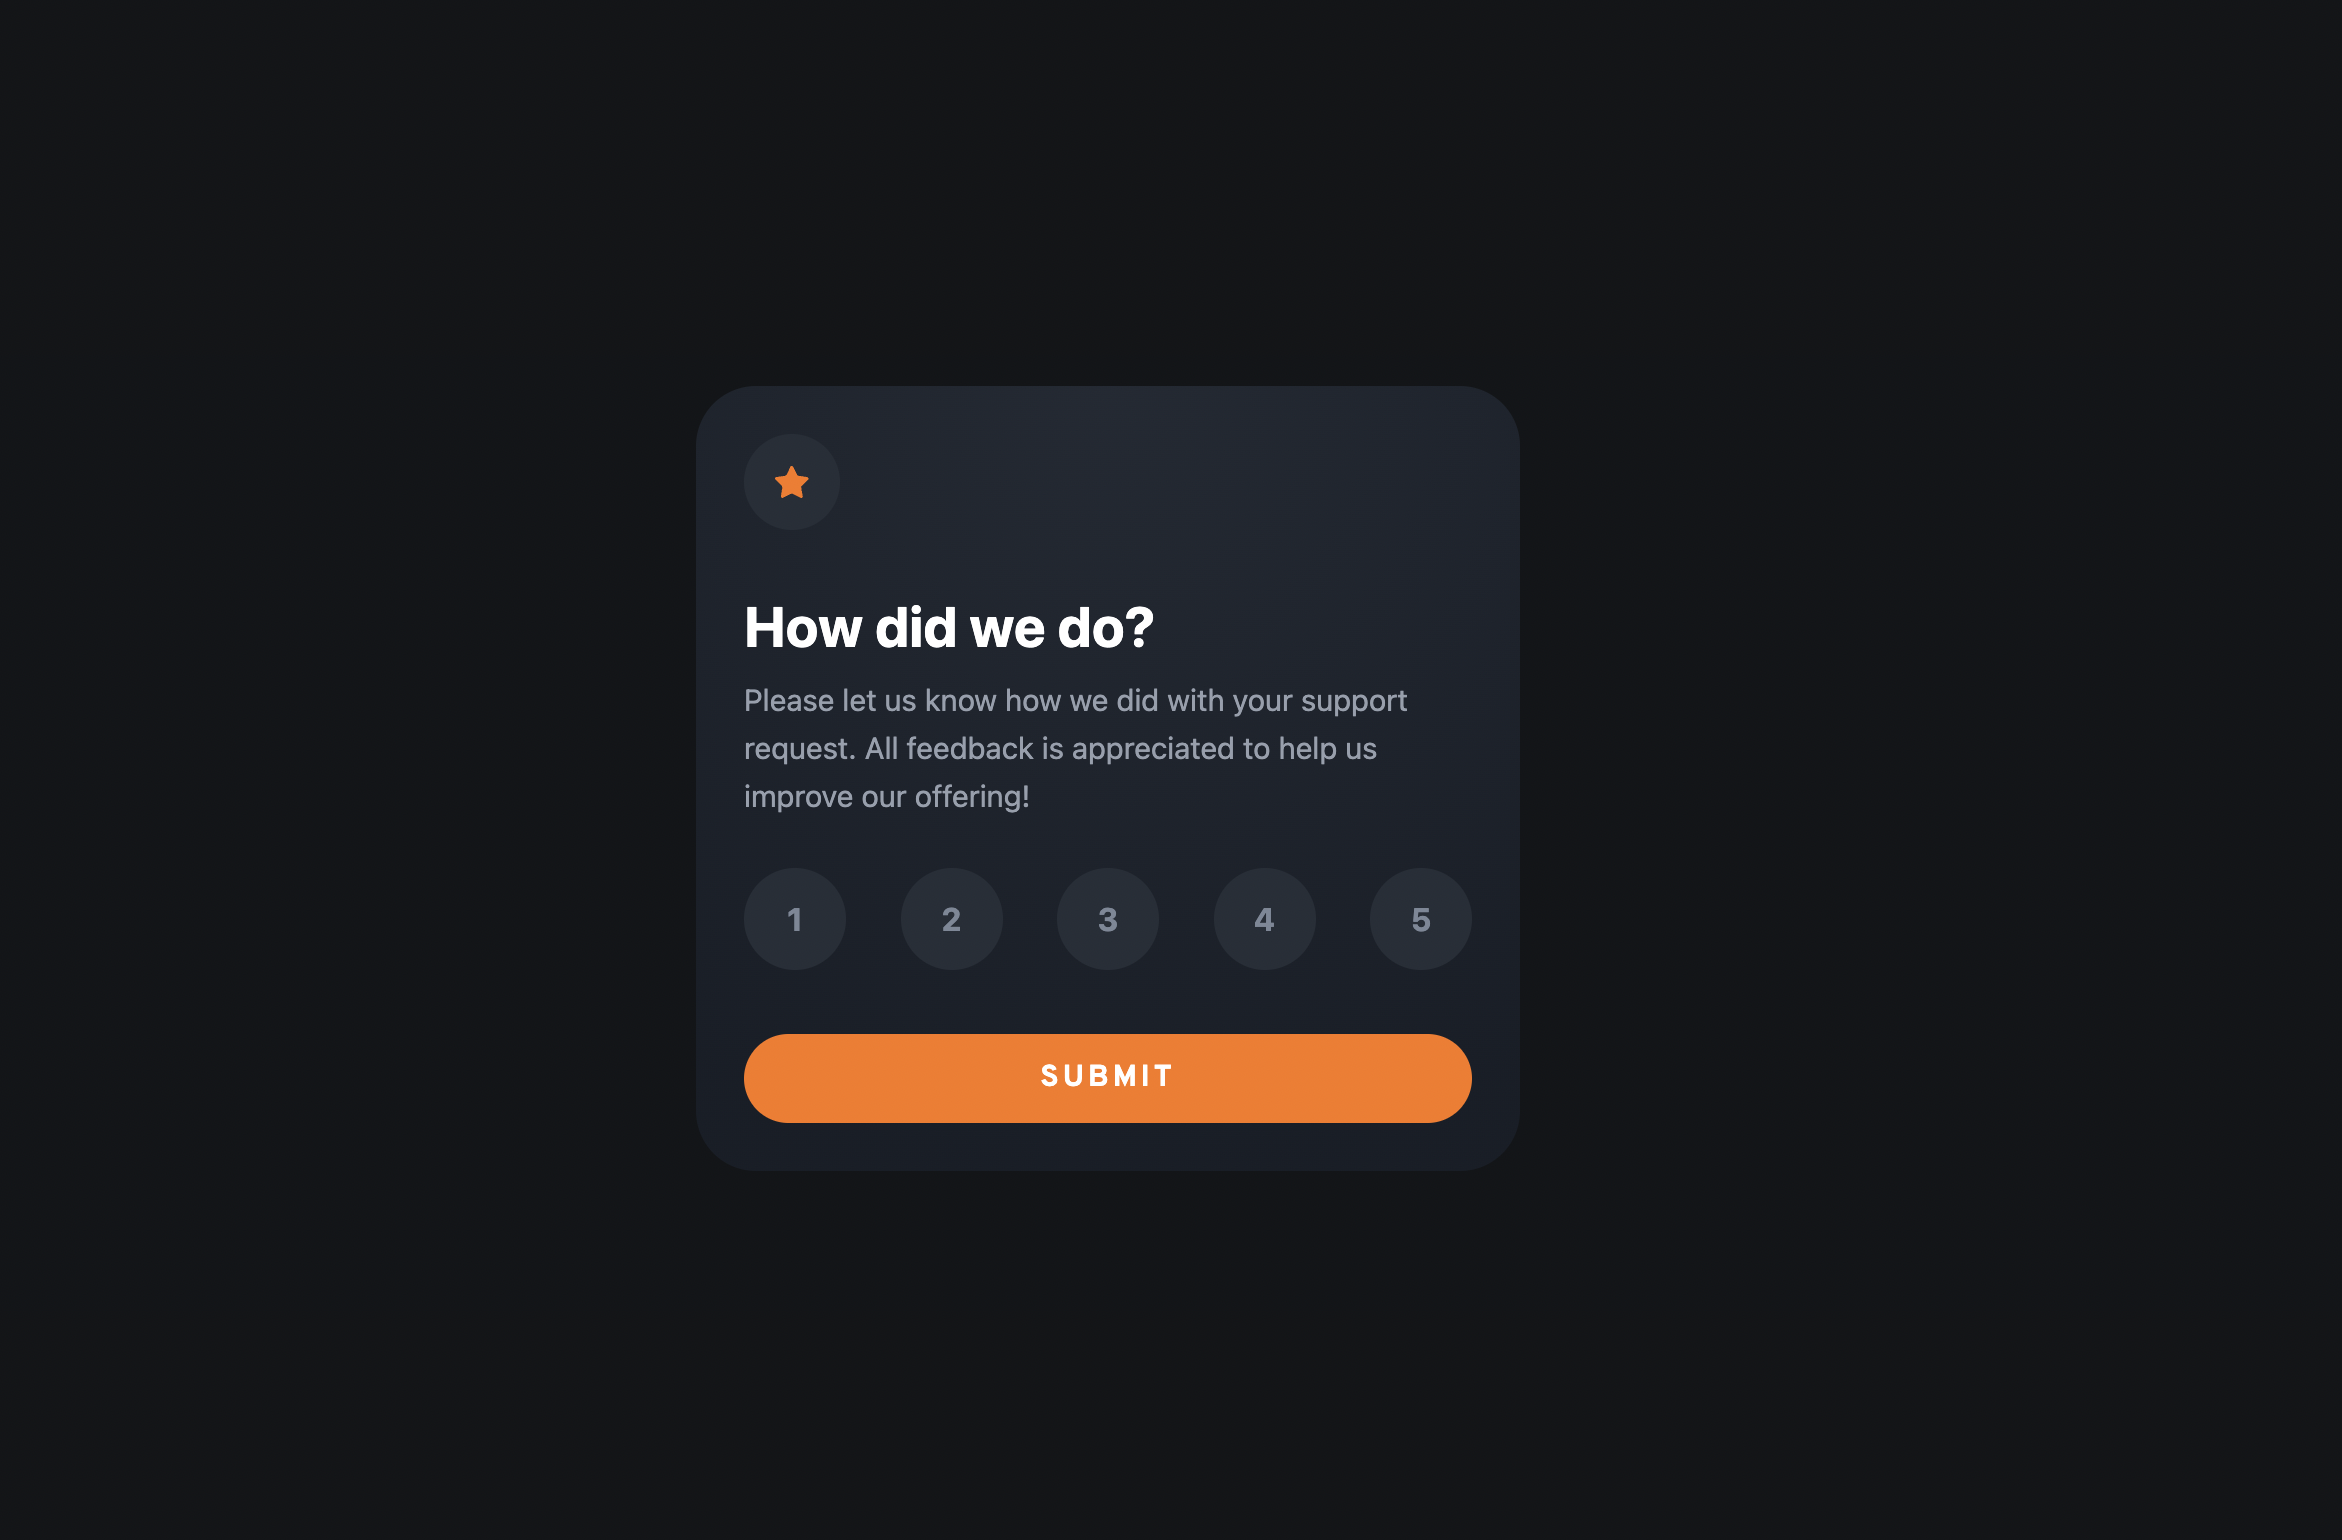 How did we do?
Please let us know how we did with your support
request. All feedback is appreciated to help us
improve our offering!
1 2 3 4 5
SUBMIT